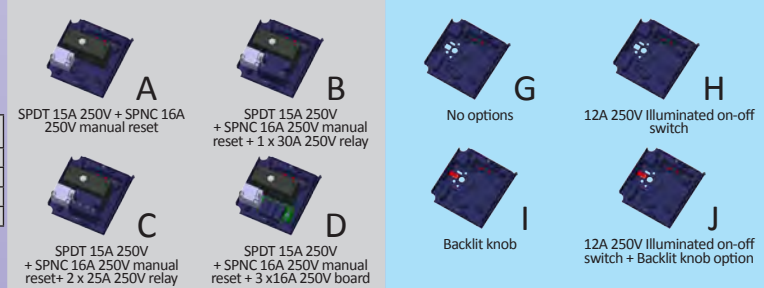 A
SPDT 15A 250V + SPNC 16A
250V manual reset
B
SPDT 15A 250V
+ SPNC 16A 250V manual
reset + 1 x 30A 250V relay
C
SPDT 15A 250V
+ SPNC 16A 250V manual
reset+ 2 x 25A 250V relay
D
SPDT 15A 250V
+ SPNC 16A 250V manual
reset + 3 x16A 250V board
G
No options
H
12A 250V Illuminated on-off
switch
I
Backlit knob
J
12A 250V Illuminated on-off
switch + Backlit knob option